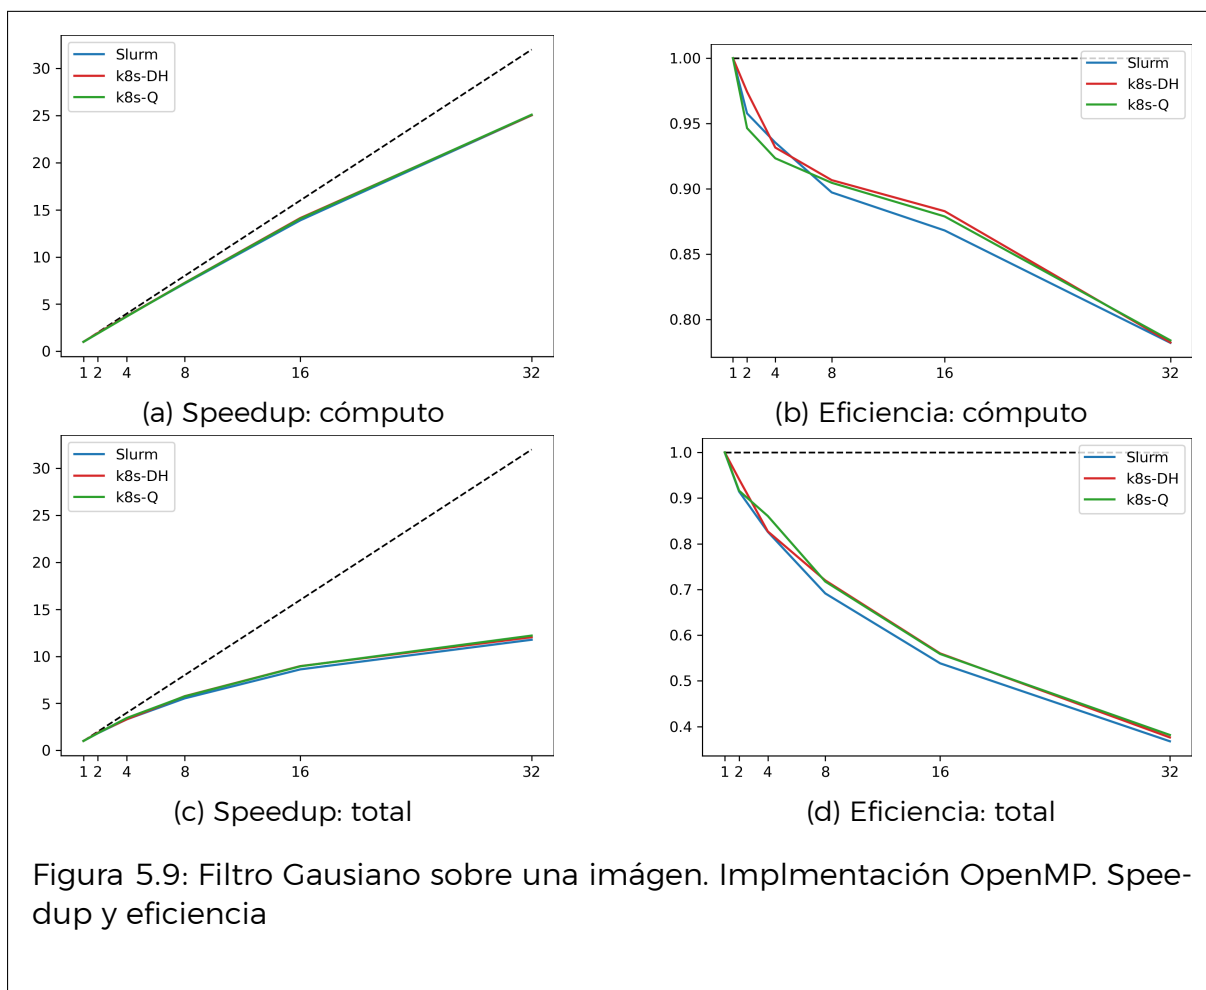 Slurm
k8s-DH
k8s-Q
30
25
20
15
10
5
0
1 2 4 8 16 32
(a) Speedup: cómputo
Slurm
k8s-DH
k8s-Q
1.00
0.95
0.90
0.85
0.80
1 2 4 8 16 32
(b) Eficiencia: cómputo
Slurm
k8s-DH
k8s-Q
30
25
20
15
10
5
0
1 2 4 8 16 32
(c) Speedup: total
Slurm
k8s-DH
k8s-Q
1.0
0.9
0.8
0.7
0.6
0.5
0.4
1 2 4 8 16 32
(d) Eficiencia: total
Figura 5.9: Filtro Gausiano sobre una imágen. Implmentación OpenMP. Spee-
dup y eficiencia